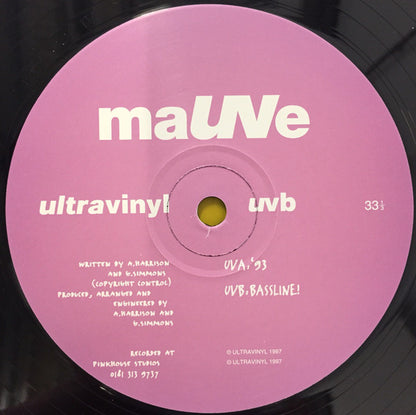 maUVe
ultravinyl uvb 33⅓
WRITTEN BY A.HARRISON
AND G.SIMMONS
(COPYRIGHT CONTROL)
PRODUCED, ARRANGED AND
ENGINEERED BY
A.HARRISON AND
G.SIMMONS
RECORDED AT
PINKHOUSE STUDIOS
0181 313 9737
UVA:'93
UVB:BASSLINE!
© ULTRAVINYL 1997
© ULTRAVINYL 1997